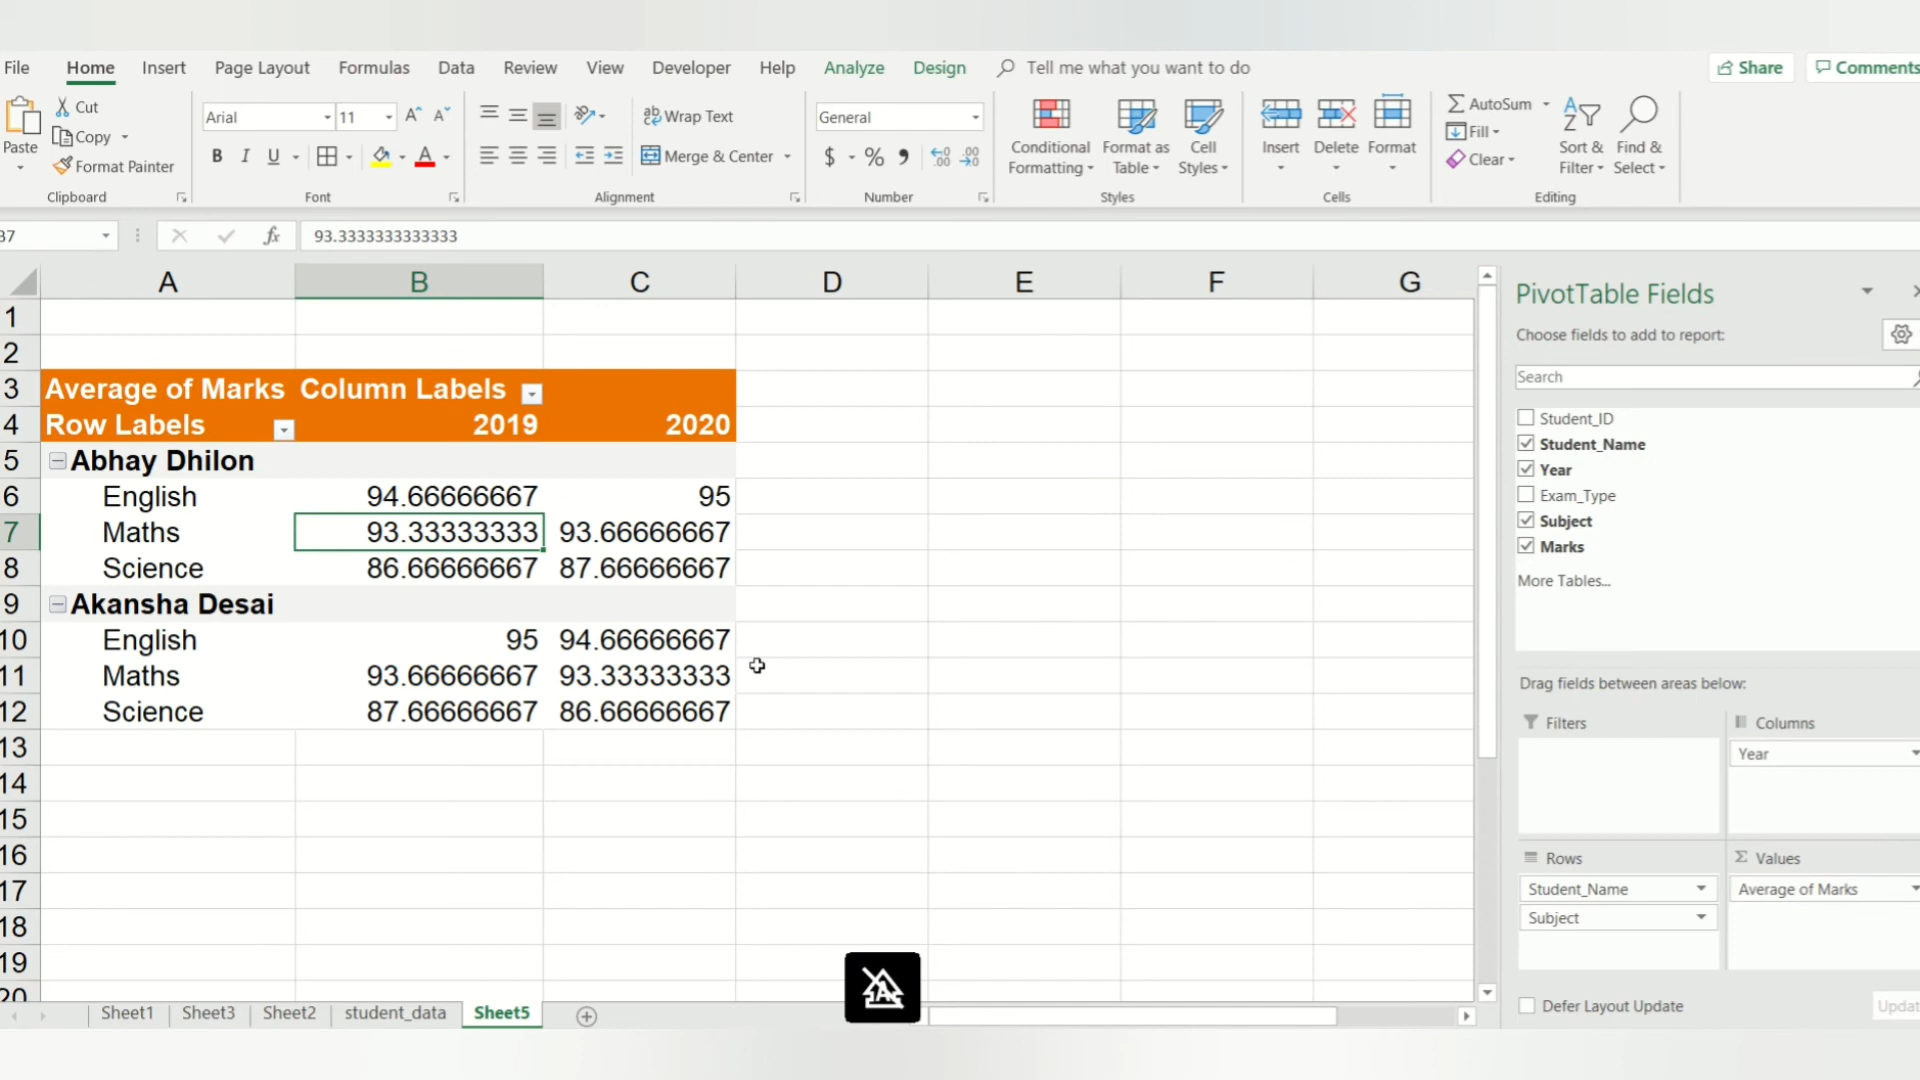 File Home Insert Page Layout Formulas Data Review View Developer Help Analyze Design Tell me what you want to do Share Comments
Paste
Cut
Copy
Format Painter
Clipboard
Arial 11
B I U
Font
Wrap Text
Merge & Center
Alignment
General
$ % ,
Number
Conditional Formatting
Format as Table
Cell Styles
Styles
Insert Delete Format
Cells
AutoSum
Fill
Clear
Sort & Filter
Find & Select
Editing
B7 fx 93.3333333333333
A B C D E F G
1
2
3 Average of Marks Column Labels
4 Row Labels 2019 2020
5 Abhay Dhilon
6 English 94.66666667 95
7 Maths 93.33333333 93.66666667
8 Science 86.66666667 87.66666667
9 Akansha Desai
10 English 95 94.66666667
11 Maths 93.66666667 93.33333333
12 Science 87.66666667 86.66666667
13
14
15
16
17
18
19
20
Sheet1 Sheet3 Sheet2 student_data Sheet5
PivotTable Fields
Choose fields to add to report:
Search
Student_ID
Student_Name
Year
Exam_Type
Subject
Marks
More Tables...
Drag fields between areas below:
Filters
Columns
Year
Rows
Student_Name
Subject
Σ Values
Average of Marks
Defer Layout Update
Updat